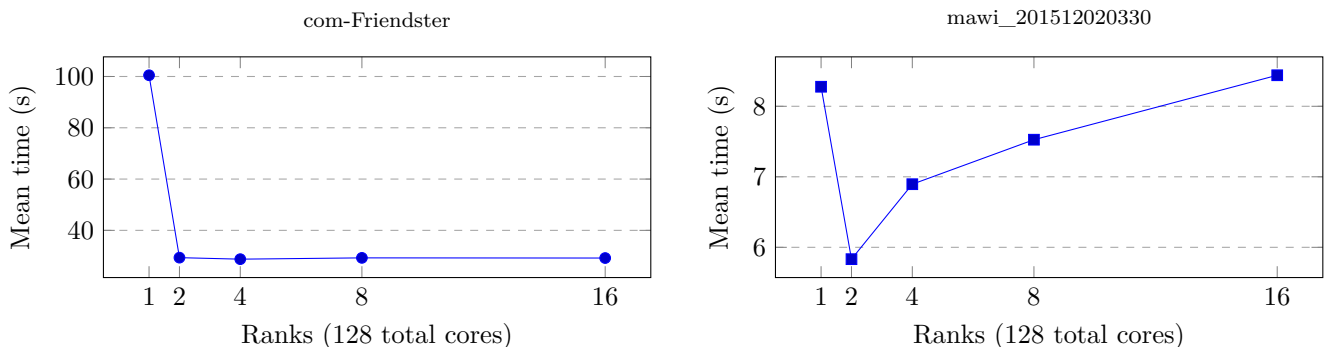 com-Friendster
100
80
60
40
Mean time (s)
1 2 4 8 16
Ranks (128 total cores)
mawi_201512020330
8
7
6
Mean time (s)
1 2 4 8 16
Ranks (128 total cores)